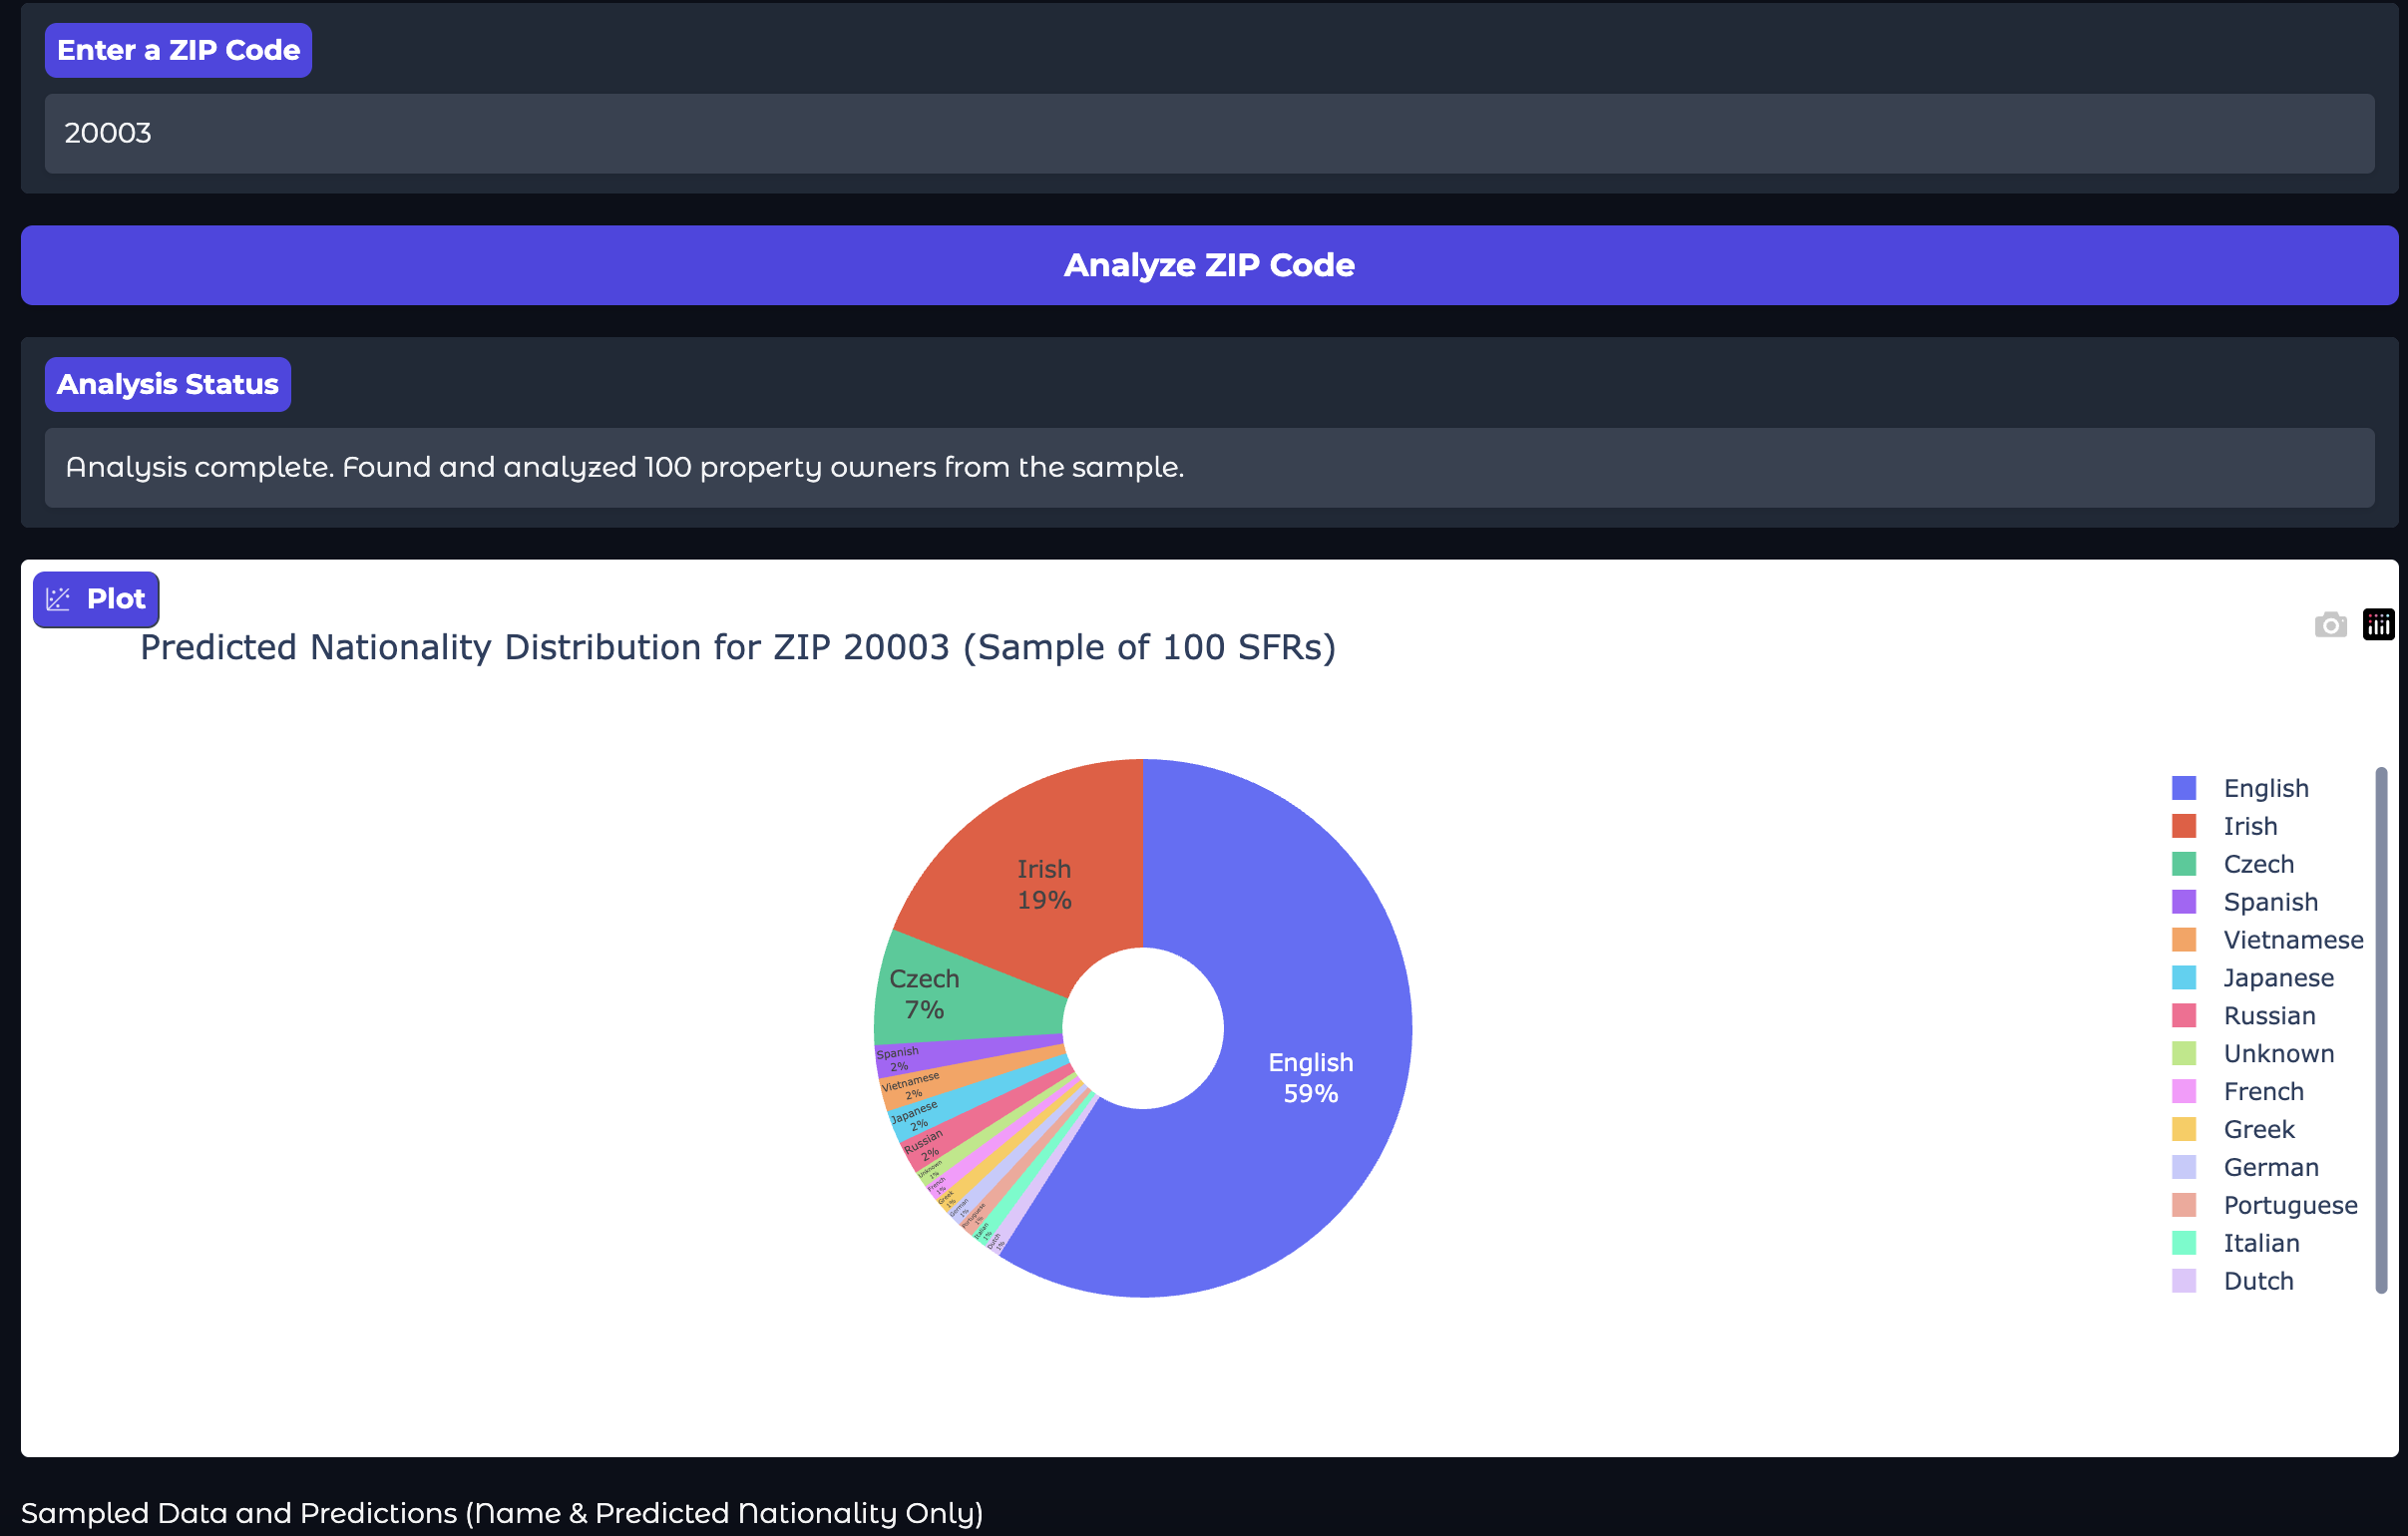 Enter a ZIP Code
20003
Analyze ZIP Code
Analysis Status
Analysis complete. Found and analyzed 100 property owners from the sample.
Plot
Predicted Nationality Distribution for ZIP 20003 (Sample of 100 SFRs)
Irish
19%
Czech
7%
Spanish
2%
Vietnamese
2%
Japanese
2%
Russian
2%
Unknown
1%
French
1%
Greek
1%
German
1%
Portuguese
1%
Italian
1%
Dutch
1%
English
59%
English
Irish
Czech
Spanish
Vietnamese
Japanese
Russian
Unknown
French
Greek
German
Portuguese
Italian
Dutch
Sampled Data and Predictions (Name & Predicted Nationality Only)